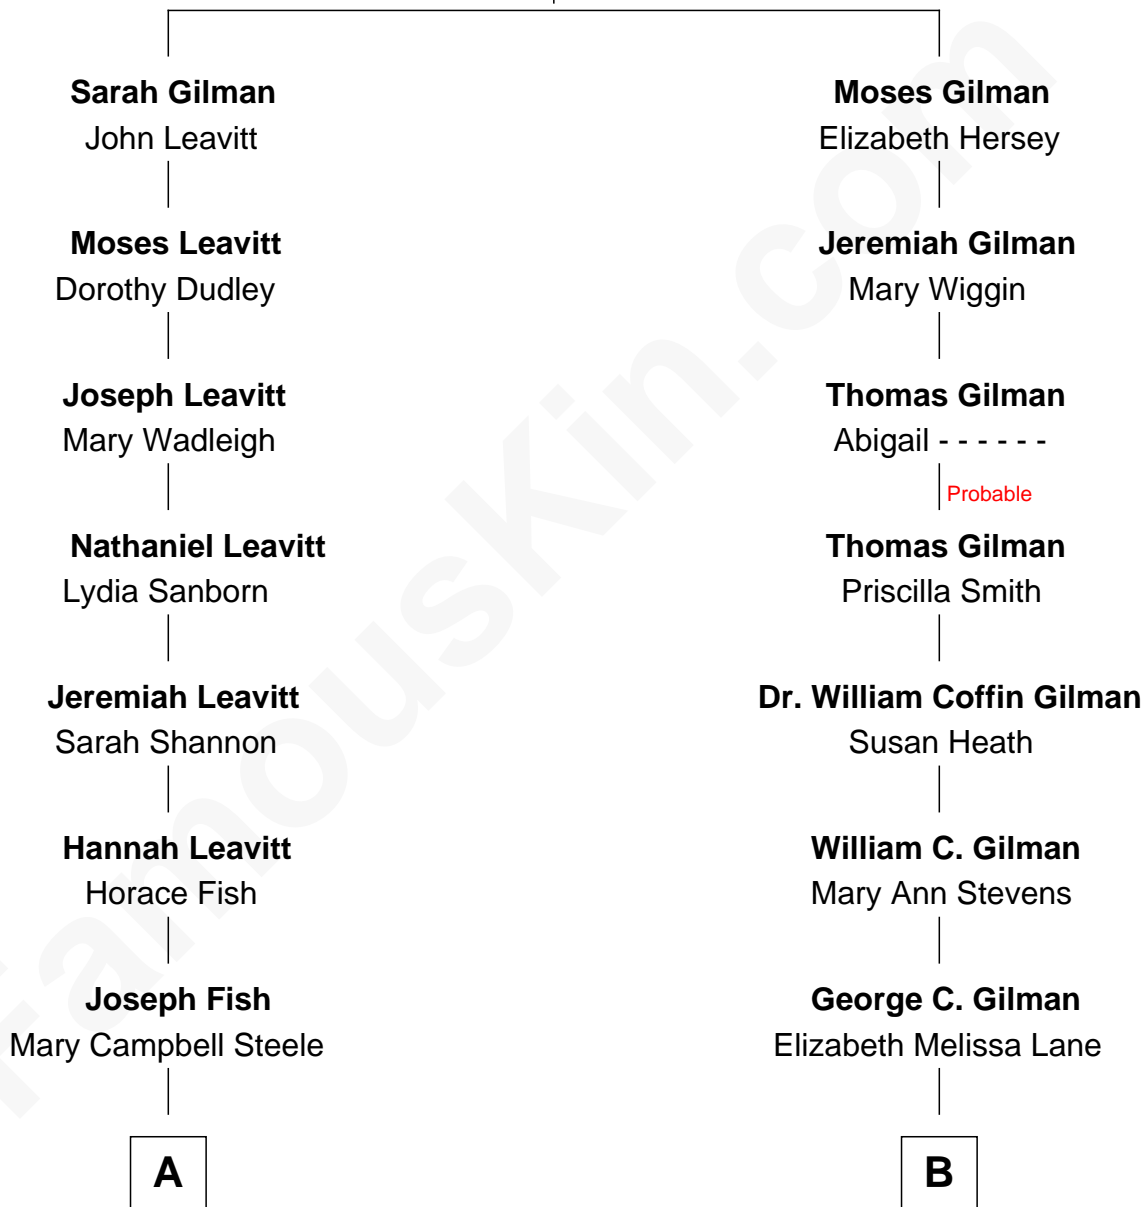 Sarah Gilman
John Leavitt
Moses Gilman
Elizabeth Hersey
Moses Leavitt
Dorothy Dudley
Jeremiah Gilman
Mary Wiggin
Joseph Leavitt
Mary Wadleigh
Thomas Gilman
Abigail - - - - - -
Probable
Nathaniel Leavitt
Lydia Sanborn
Thomas Gilman
Priscilla Smith
Jeremiah Leavitt
Sarah Shannon
Dr. William Coffin Gilman
Susan Heath
Hannah Leavitt
Horace Fish
William C. Gilman
Mary Ann Stevens
Joseph Fish
Mary Campbell Steele
George C. Gilman
Elizabeth Melissa Lane
A
B
FamousKin.com